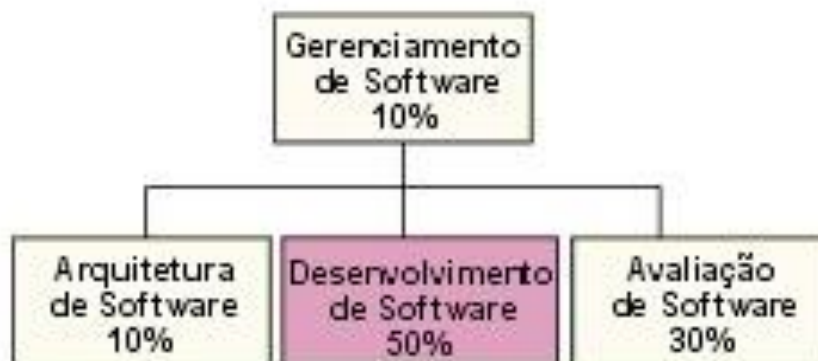 Gerenciamento
de Software
10%
Arquitetura
de Software
10%
Desenvolvimento
de Software
50%
Avaliação
de Software
30%